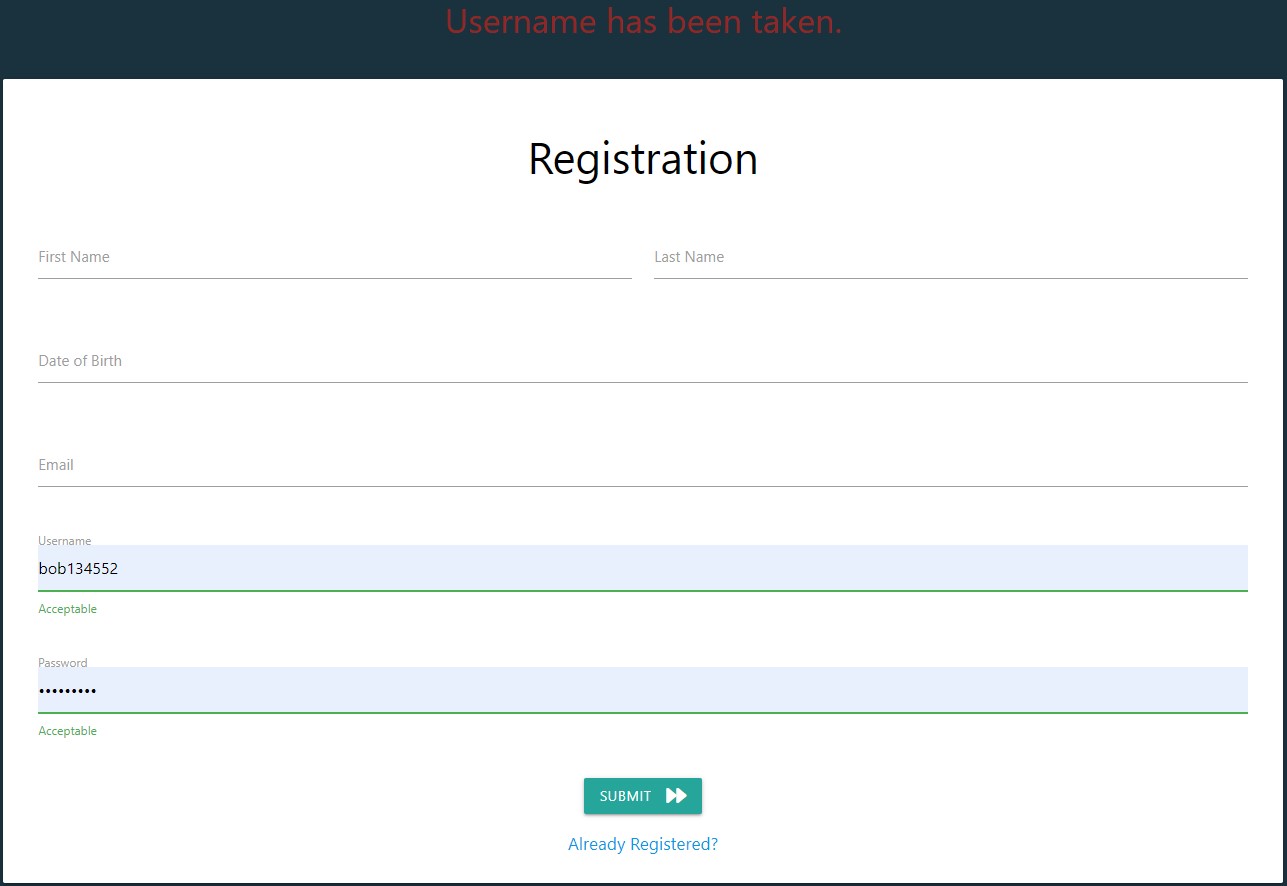 Username has been taken.
Registration
First Name
Last Name
Date of Birth
Email
Username
bob134552
Acceptable
Password
•••••••••
Acceptable
SUBMIT
Already Registered?